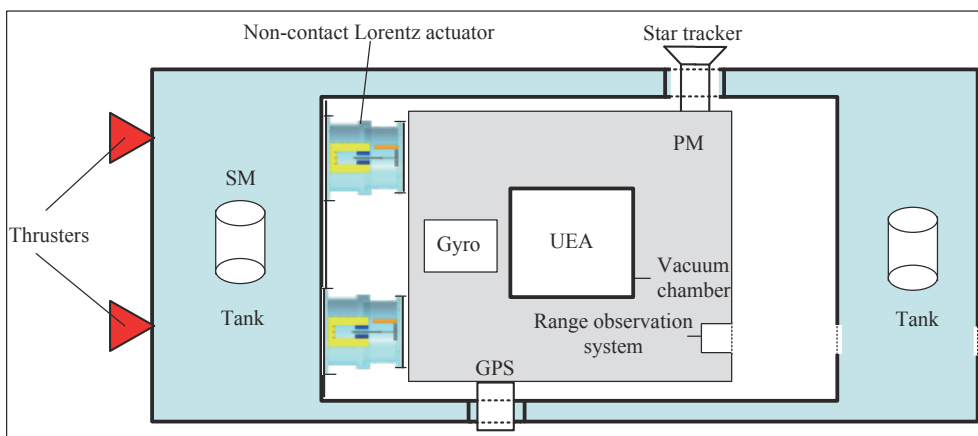 Non-contact Lorentz actuator
Star tracker
PM
SM
Thrusters
Gyro
UEA
Vacuum
chamber
Tank
Range observation
system
Tank
GPS